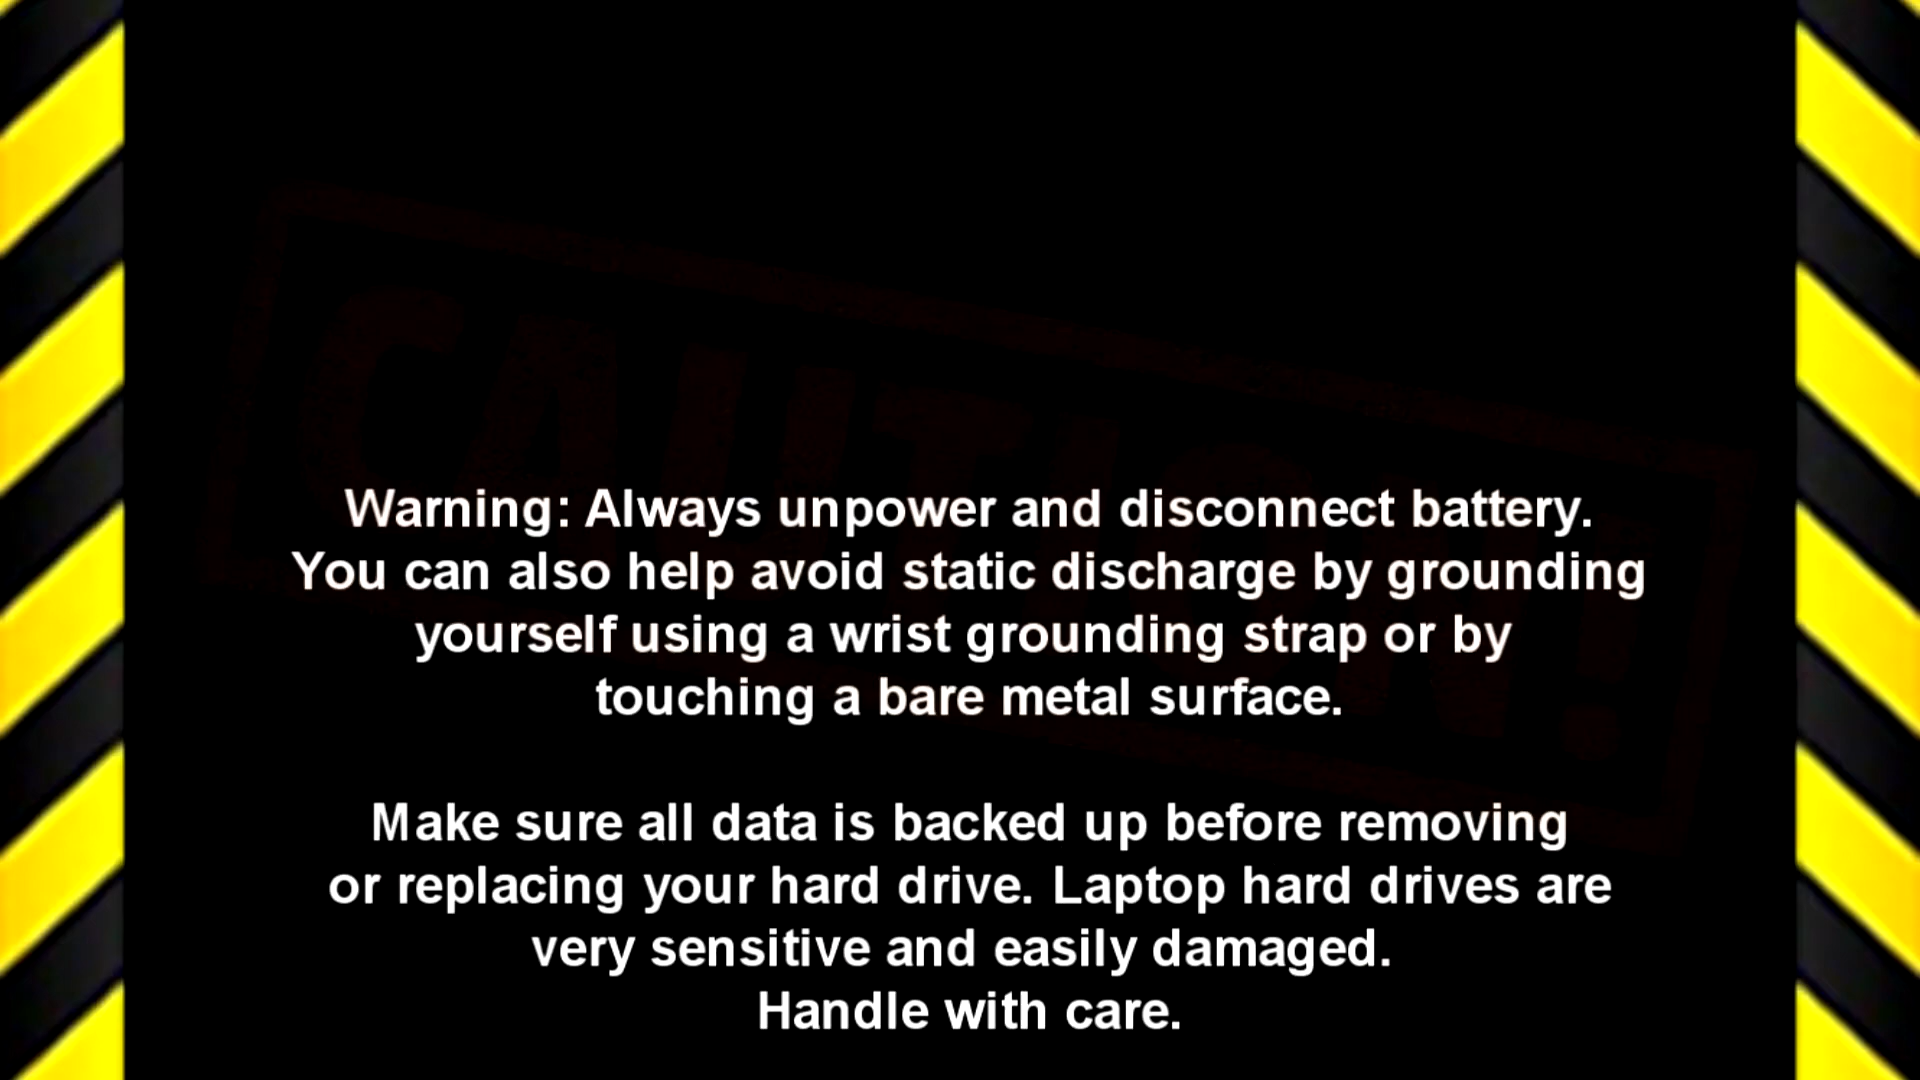 CAUTION!
Warning: Always unpower and disconnect battery.
You can also help avoid static discharge by grounding
yourself using a wrist grounding strap or by
touching a bare metal surface.
Make sure all data is backed up before removing
or replacing your hard drive. Laptop hard drives are
very sensitive and easily damaged.
Handle with care.